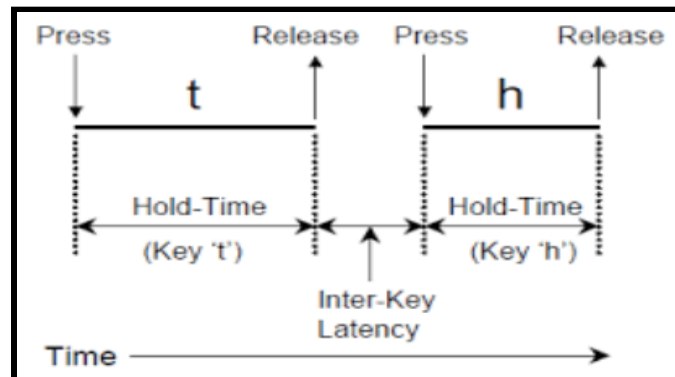 Press Release Press Release
t h
Hold-Time Hold-Time
(Key 't') (Key 'h')
Inter-Key
Latency
Time